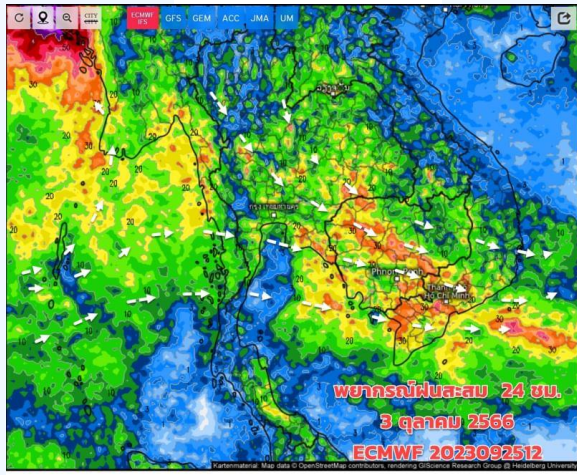 CITY
ECMWF IFS GFS GEM ACC JMA UM
กรุงเทพมหานคร
Phnom Penh
Thành
Hồ Chí Minh
พยากรณ์ฝนสะสม 24 ชม.
3 ตุลาคม 2566
ECMWF 2023092512
Kartenmaterial: Map data © OpenStreetMap contributors, rendering GIScience Research Group @ Heidelberg Univers